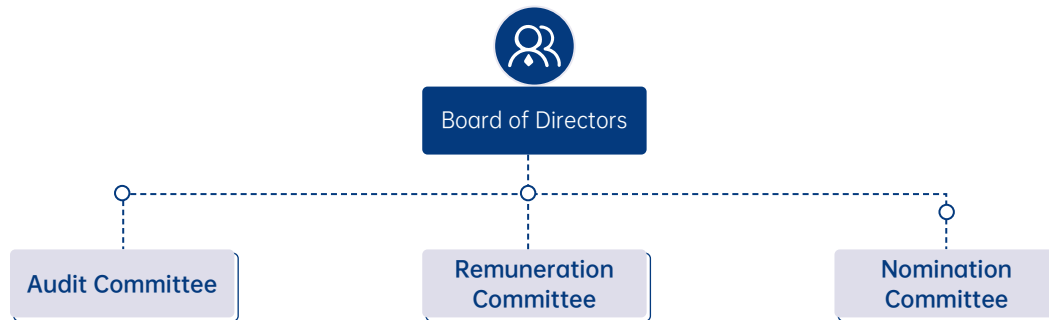 Board of Directors
Audit Committee
Remuneration
Committee
Nomination
Committee